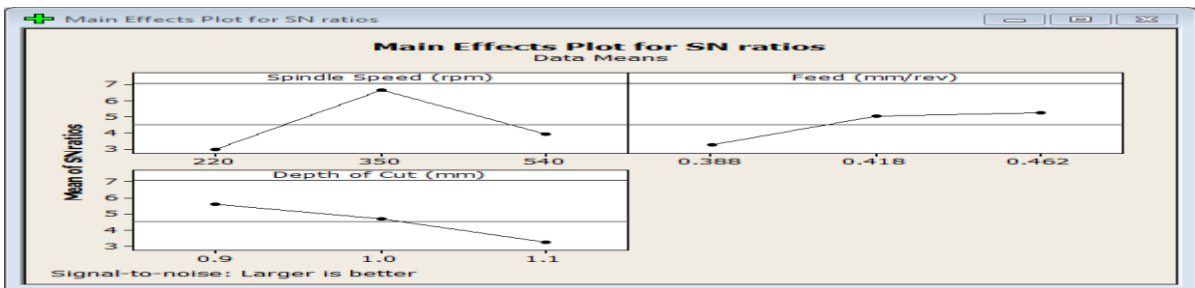 Main Effects Plot for SN ratios
Main Effects Plot for SN ratios
Data Means
Mean of SN ratios
Spindle Speed (rpm)
Feed (mm/rev)
7
6
5
4
3
220
350
540
0.388
0.418
0.462
Depth of Cut (mm)
7
6
5
4
3
0.9
1.0
1.1
Signal-to-noise: Larger is better